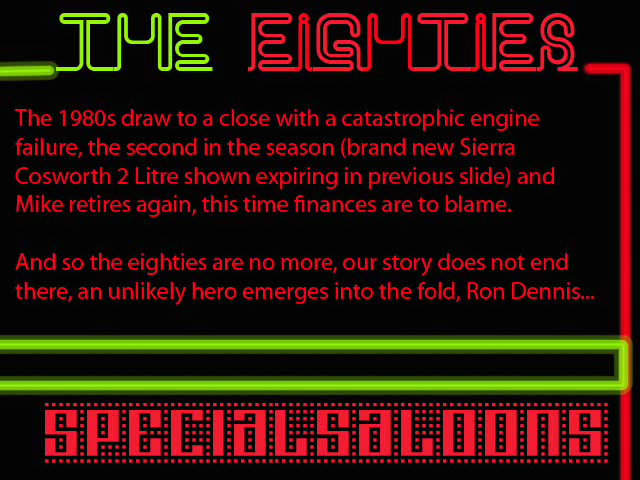 THE EIGHTIES
The 1980s draw to a close with a catastrophic engine
failure, the second in the season (brand new Sierra
Cosworth 2 Litre shown expiring in previous slide) and
Mike retires again, this time finances are to blame.
And so the eighties are no more, our story does not end
there, an unlikely hero emerges into the fold, Ron Dennis...
SPECIALSALOONS